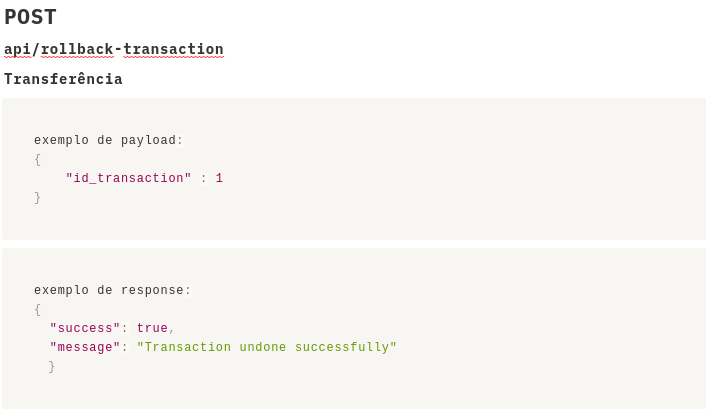 POST
api/rollback-transaction
Transferência
exemplo de payload:
{
    "id_transaction" : 1
}
exemplo de response:
{
  "success": true,
  "message": "Transaction undone successfully"
  }